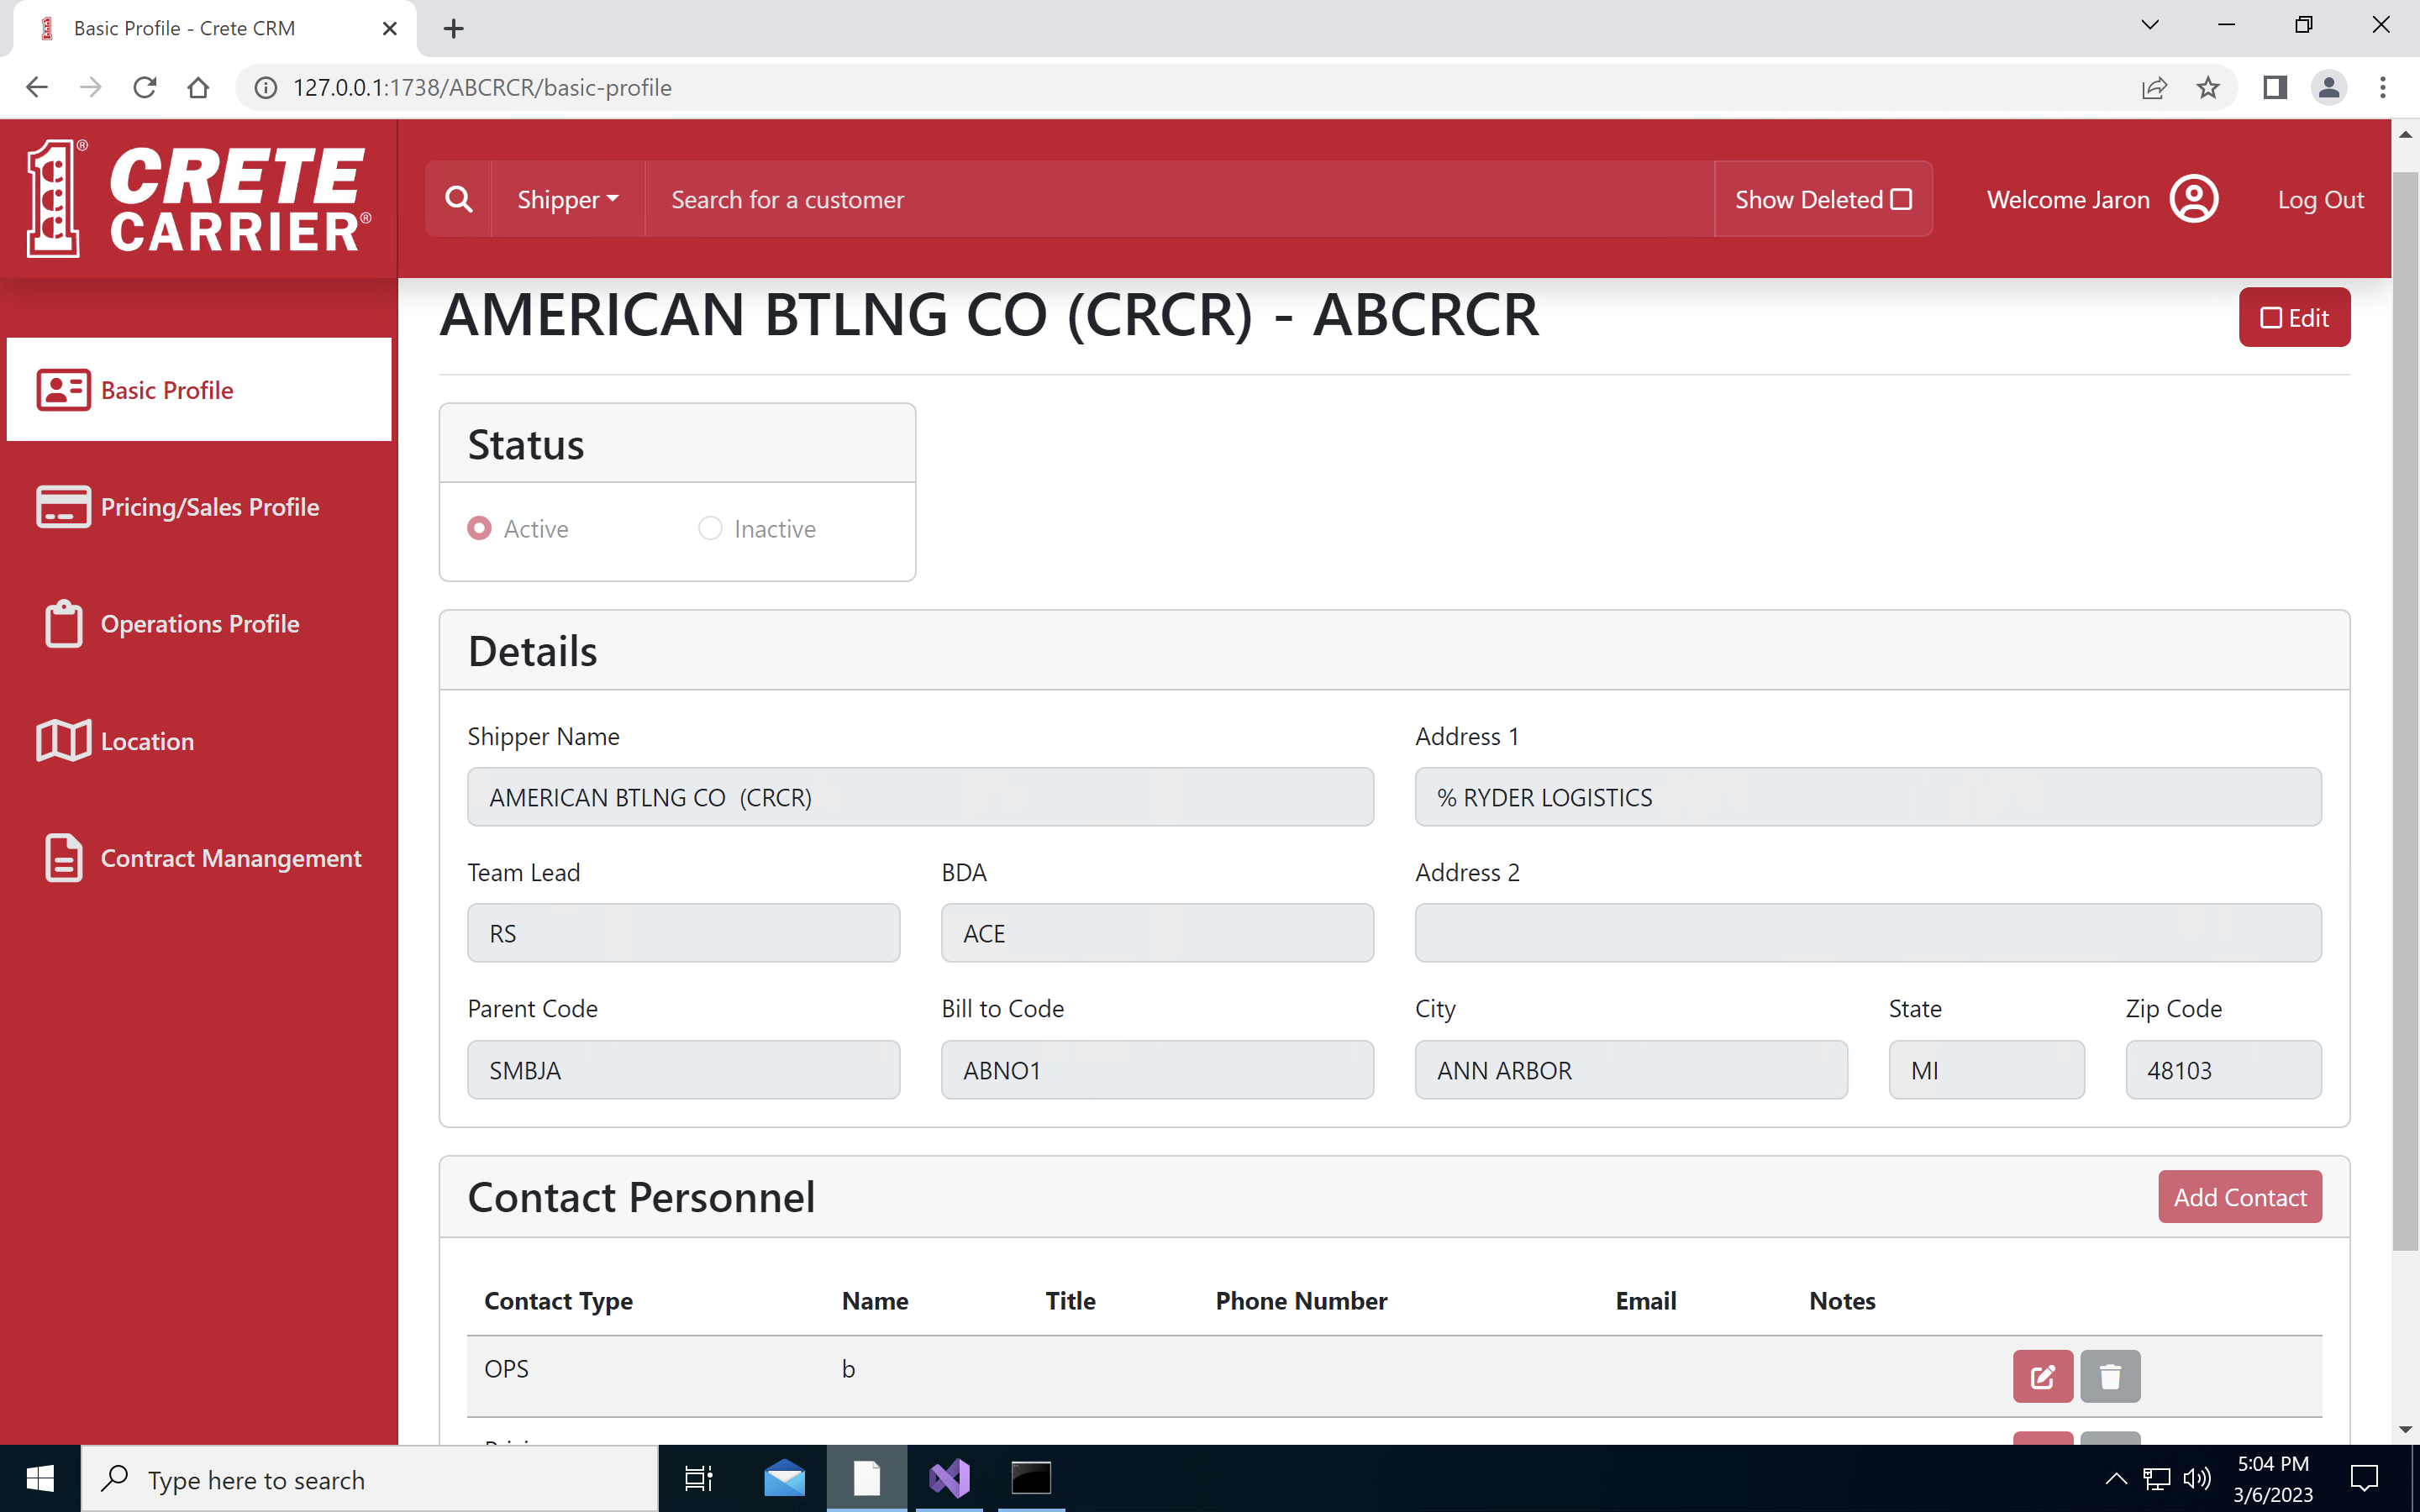 Basic Profile - Crete CRM
127.0.0.1:1738/ABCRCR/basic-profile
1® CRETE CARRIER®
Shipper
Search for a customer
Show Deleted
Welcome Jaron
Log Out
Basic Profile
Pricing/Sales Profile
Operations Profile
Location
Contract Manangement
AMERICAN BTLNG CO (CRCR) - ABCRCR
Edit
Status
Active Inactive
Details
Shipper Name Address 1
AMERICAN BTLNG CO (CRCR) % RYDER LOGISTICS
Team Lead BDA Address 2
RS ACE
Parent Code Bill to Code City State Zip Code
SMBJA ABNO1 ANN ARBOR MI 48103
Contact Personnel
Add Contact
Contact Type Name Title Phone Number Email Notes
OPS b
Type here to search
5:04 PM
3/6/2023